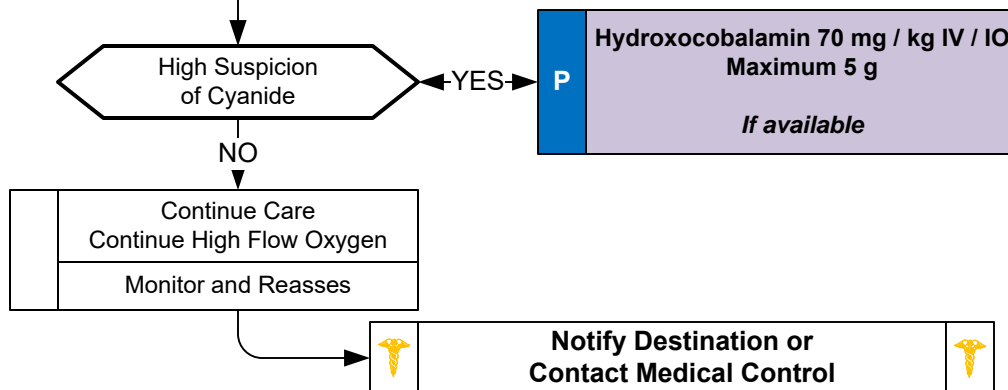 High Suspicion
of Cyanide
YES
P
Hydroxocobalamin 70 mg / kg IV / IO
Maximum 5 g
If available
NO
Continue Care
Continue High Flow Oxygen
Monitor and Reasses
Notify Destination or
Contact Medical Control